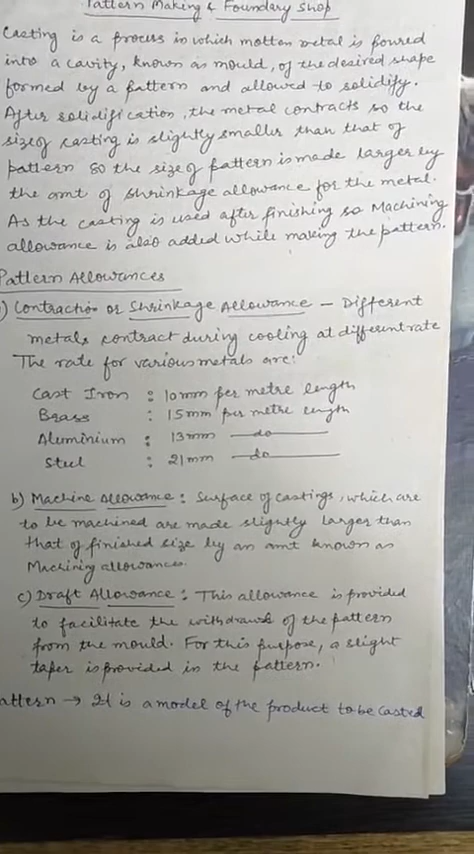 Pattern Making & Foundary Shop
Casting is a process in which motten metal is poured
into a cavity, known as mould, of the desired shape
formed by a pattern and allowed to solidify.
After solidification, the metal contracts so the
size of casting is slightly smaller than that of
pattern so the size of pattern is made larger by
the amt of shrinkage allowance for the metal.
As the casting is used after finishing so Machining
allowance is also added while making the pattern.
Pattern Allowances
) Contraction or Shrinkage Allowance – Different
metals contract during cooling at different rate
The rate for various metals are:
Cast Iron : 10mm per metre length
Brass : 15mm per metre length
Aluminium : 13mm —do—
Steel : 21mm —do—
b) Machine Allowance : Surface of castings, which are
to be machined are made slightly larger than
that of finished size by an amt known as
Machining allowances.
c) Draft Allowance : This allowance is provided
to facilitate the withdrawl of the pattern
from the mould. For this purpose, a slight
taper is provided in the pattern.
attern → It is a model of the product to be casted